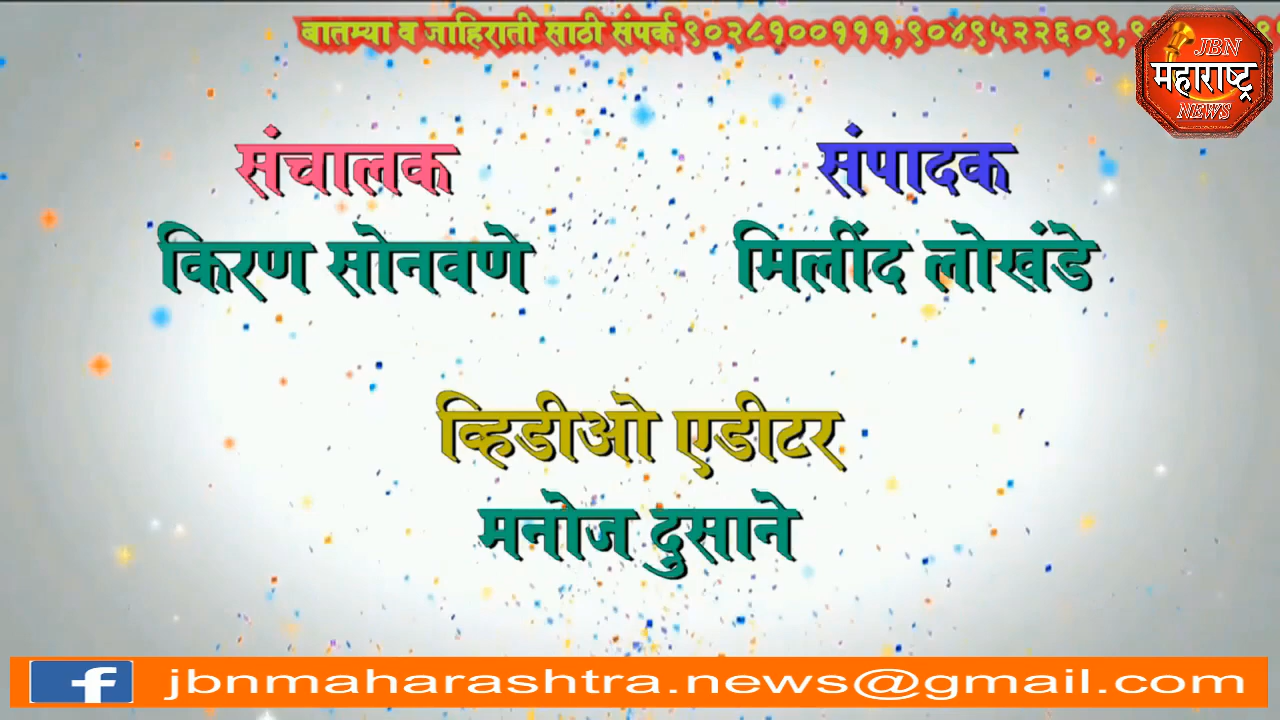 बातम्या व जाहिराती साठी संपर्क ९०२८१००१११,९०४९५२२६०९,
JBN
महाराष्ट्र
NEWS
संचालक
संपादक
किरण सोनवणे
मिलींद लोखंडे
व्हिडीओ एडीटर
मनोज दुसाने
f jbnmaharashtra.news@gmail.com